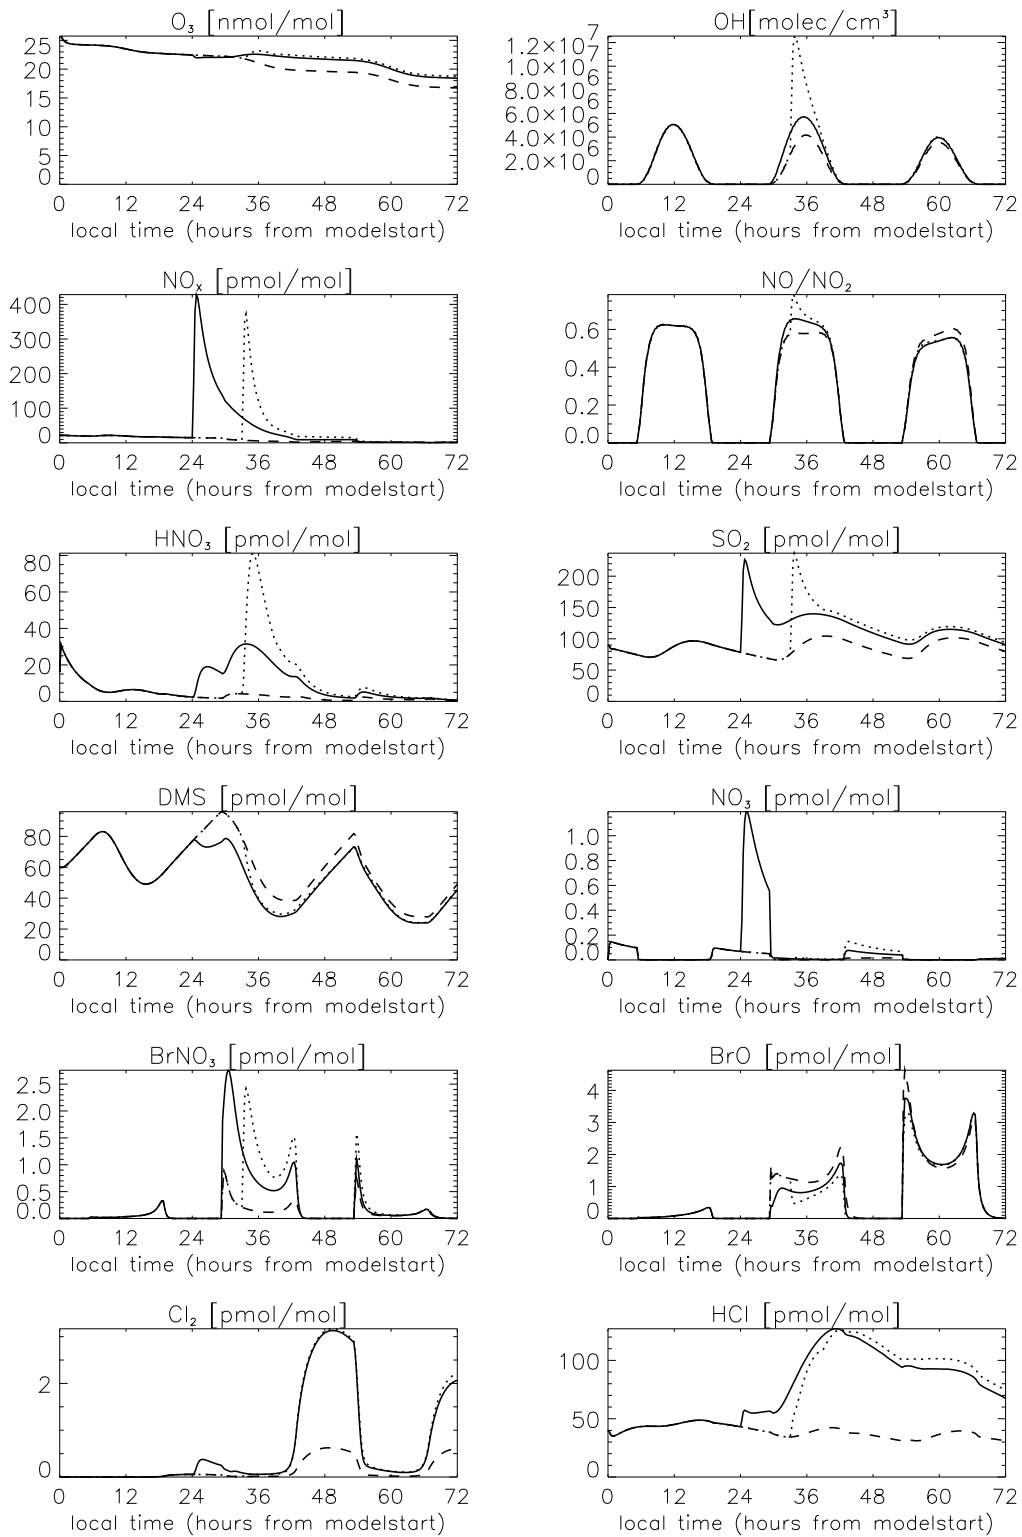 O₃ [nmol/mol]
25
20
15
10
5
0
0 12 24 36 48 60 72
local time (hours from modelstart)
OH[molec/cm³]
1.2×10⁷
1.0×10⁷
8.0×10⁶
6.0×10⁶
4.0×10⁶
2.0×10⁶
0
0 12 24 36 48 60 72
local time (hours from modelstart)
NOₓ [pmol/mol]
400
300
200
100
0
0 12 24 36 48 60 72
local time (hours from modelstart)
NO/NO₂
0.6
0.4
0.2
0.0
0 12 24 36 48 60 72
local time (hours from modelstart)
HNO₃ [pmol/mol]
80
60
40
20
0
0 12 24 36 48 60 72
local time (hours from modelstart)
SO₂ [pmol/mol]
200
150
100
50
0
0 12 24 36 48 60 72
local time (hours from modelstart)
DMS [pmol/mol]
80
60
40
20
0
0 12 24 36 48 60 72
local time (hours from modelstart)
NO₃ [pmol/mol]
1.0
0.8
0.6
0.4
0.2
0.0
0 12 24 36 48 60 72
local time (hours from modelstart)
BrNO₃ [pmol/mol]
2.5
2.0
1.5
1.0
0.5
0.0
0 12 24 36 48 60 72
local time (hours from modelstart)
BrO [pmol/mol]
4
3
2
1
0
0 12 24 36 48 60 72
local time (hours from modelstart)
Cl₂ [pmol/mol]
2
0
0 12 24 36 48 60 72
local time (hours from modelstart)
HCl [pmol/mol]
100
50
0
0 12 24 36 48 60 72
local time (hours from modelstart)